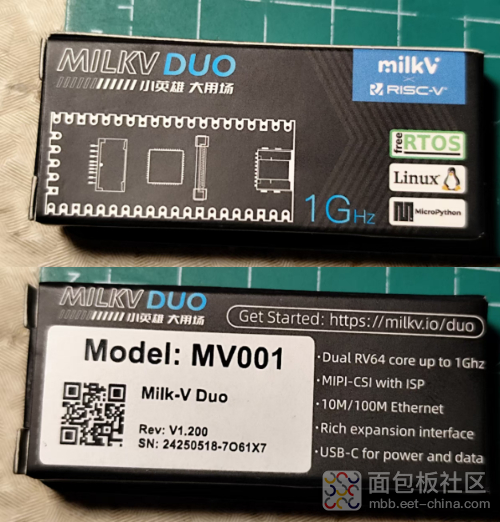 MILKV DUO
小英雄 大用场
milkV
×
RISC-V®
freeRTOS
Linux
MicroPython
1GHz
MILKV DUO
小英雄 大用场
Get Started: https://milkv.io/duo
Model: MV001
Milk-V Duo
Rev: V1.200
SN: 24250518-7O61X7
·Dual RV64 core up to 1Ghz
·MIPI-CSI with ISP
·10M/100M Ethernet
·Rich expansion interface
·USB-C for power and data
面包板社区
mbb.eet-china.com